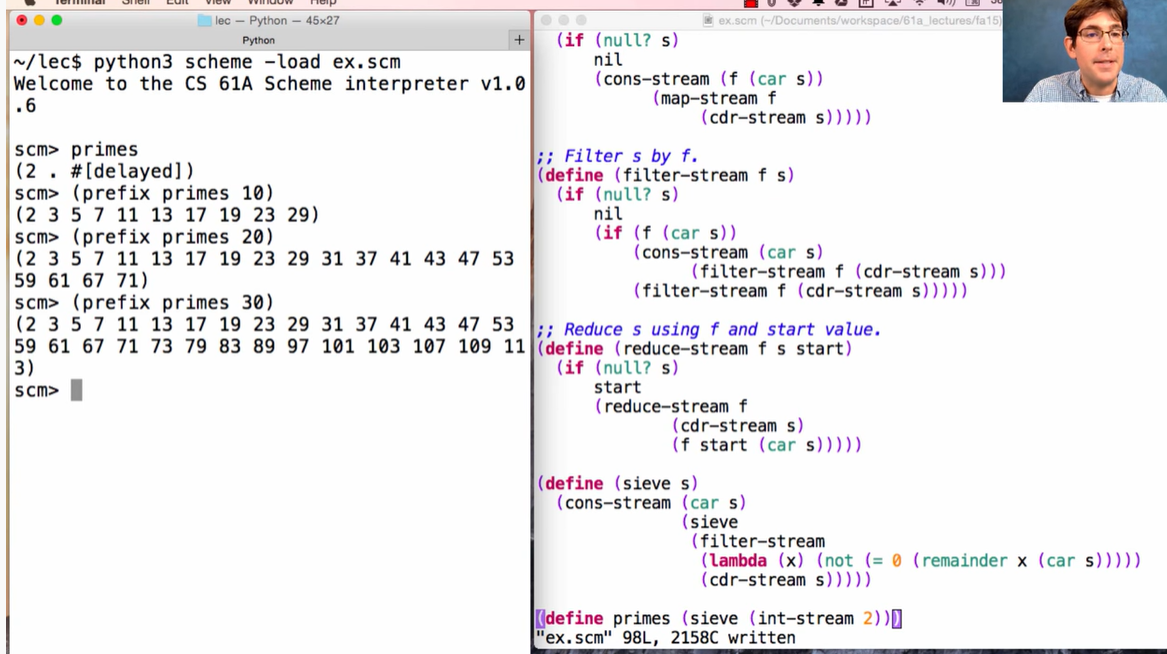 Terminal Shell Edit View Window Help
lec — Python — 45×27
Python
~/lec$ python3 scheme -load ex.scm
Welcome to the CS 61A Scheme interpreter v1.0
.6
scm> primes
(2 . #[delayed])
scm> (prefix primes 10)
(2 3 5 7 11 13 17 19 23 29)
scm> (prefix primes 20)
(2 3 5 7 11 13 17 19 23 29 31 37 41 43 47 53
59 61 67 71)
scm> (prefix primes 30)
(2 3 5 7 11 13 17 19 23 29 31 37 41 43 47 53
59 61 67 71 73 79 83 89 97 101 103 107 109 11
3)
scm>
ex.scm (~/Documents/workspace/61a_lectures/fa15)
(if (null? s)
nil
(cons-stream (f (car s))
(map-stream f
(cdr-stream s)))))
;; Filter s by f.
(define (filter-stream f s)
(if (null? s)
nil
(if (f (car s))
(cons-stream (car s)
(filter-stream f (cdr-stream s)))
(filter-stream f (cdr-stream s)))))
;; Reduce s using f and start value.
(define (reduce-stream f s start)
(if (null? s)
start
(reduce-stream f
(cdr-stream s)
(f start (car s)))))
(define (sieve s)
(cons-stream (car s)
(sieve
(filter-stream
(lambda (x) (not (= 0 (remainder x (car s)))))
(cdr-stream s)))))
(define primes (sieve (int-stream 2)))
"ex.scm" 98L, 2158C written